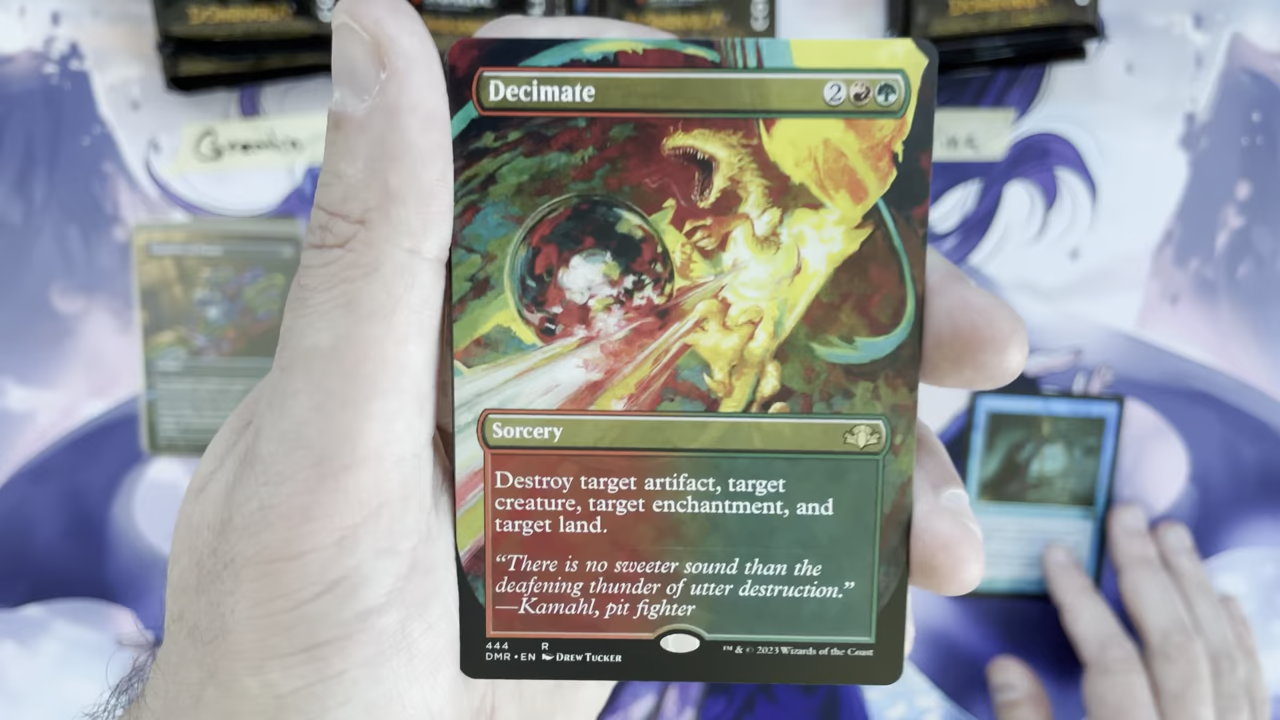 Decimate 2
Sorcery
Destroy target artifact, target
creature, target enchantment, and
target land.
“There is no sweeter sound than the
deafening thunder of utter destruction.”
—Kamahl, pit fighter
444 R
DMR • EN DREW TUCKER
™ & © 2023 Wizards of the Coast